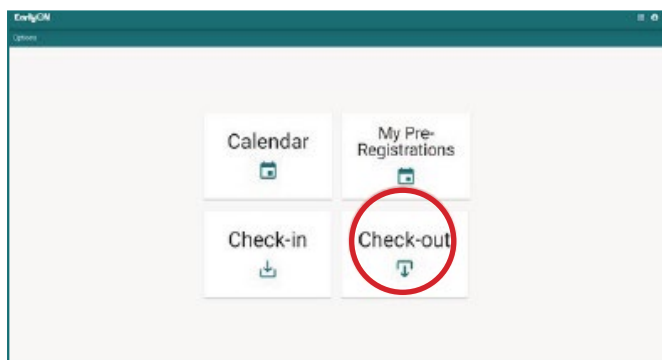 EarlyON
Options
Calendar
My Pre-
Registrations
Check-in
Check-out